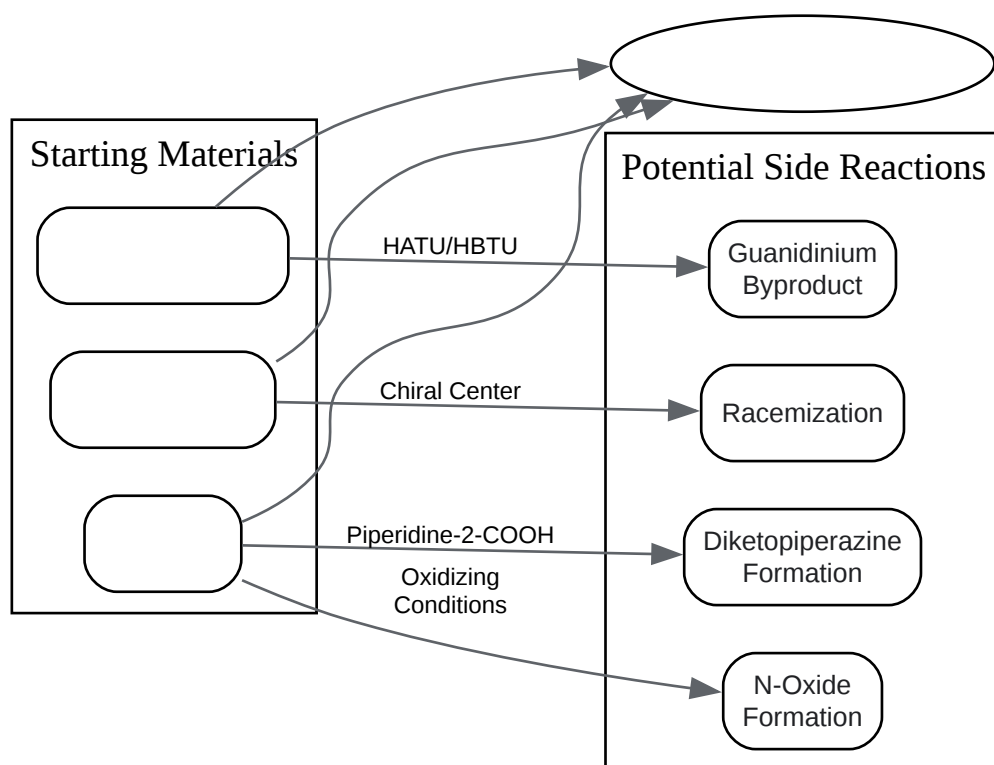 Starting Materials
Potential Side Reactions
HATU/HBTU
Guanidinium
Byproduct
Chiral Center
Racemization
Piperidine-2-COOH
Diketopiperazine
Formation
Oxidizing
Conditions
N-Oxide
Formation